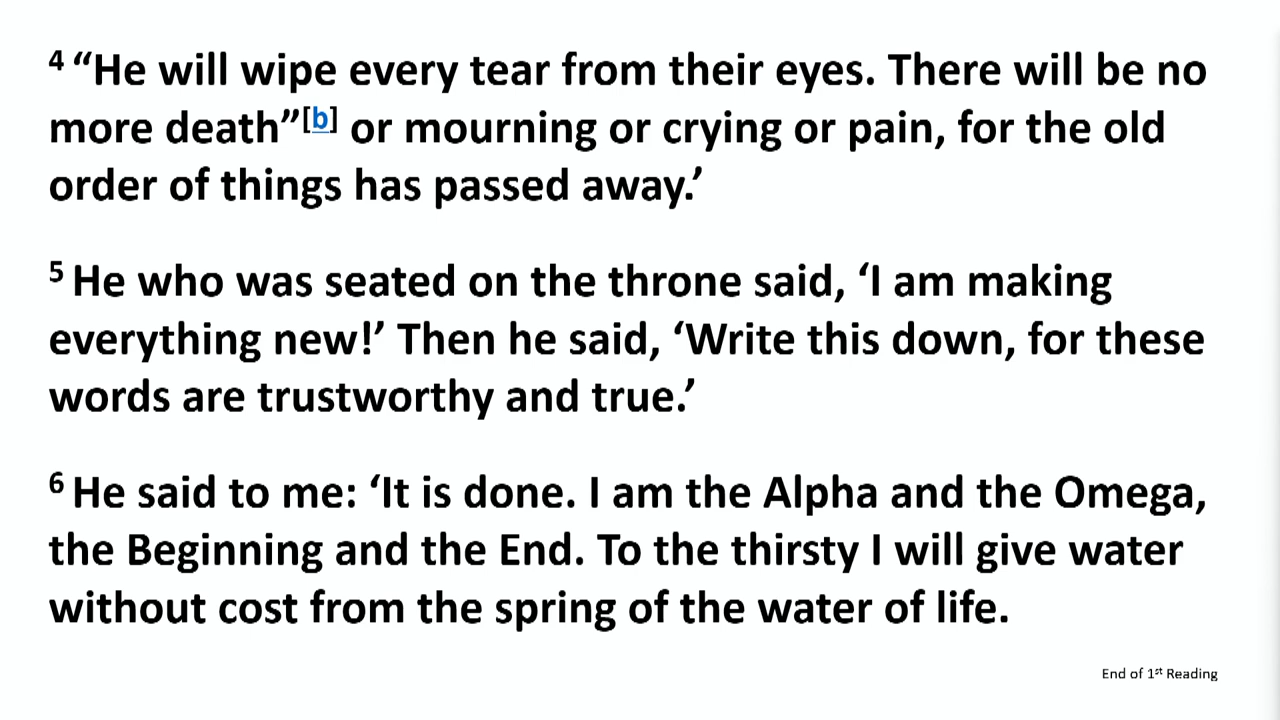 4 “He will wipe every tear from their eyes. There will be no
more death”[b] or mourning or crying or pain, for the old
order of things has passed away.’
5 He who was seated on the throne said, ‘I am making
everything new!’ Then he said, ‘Write this down, for these
words are trustworthy and true.’
6 He said to me: ‘It is done. I am the Alpha and the Omega,
the Beginning and the End. To the thirsty I will give water
without cost from the spring of the water of life.
End of 1st Reading